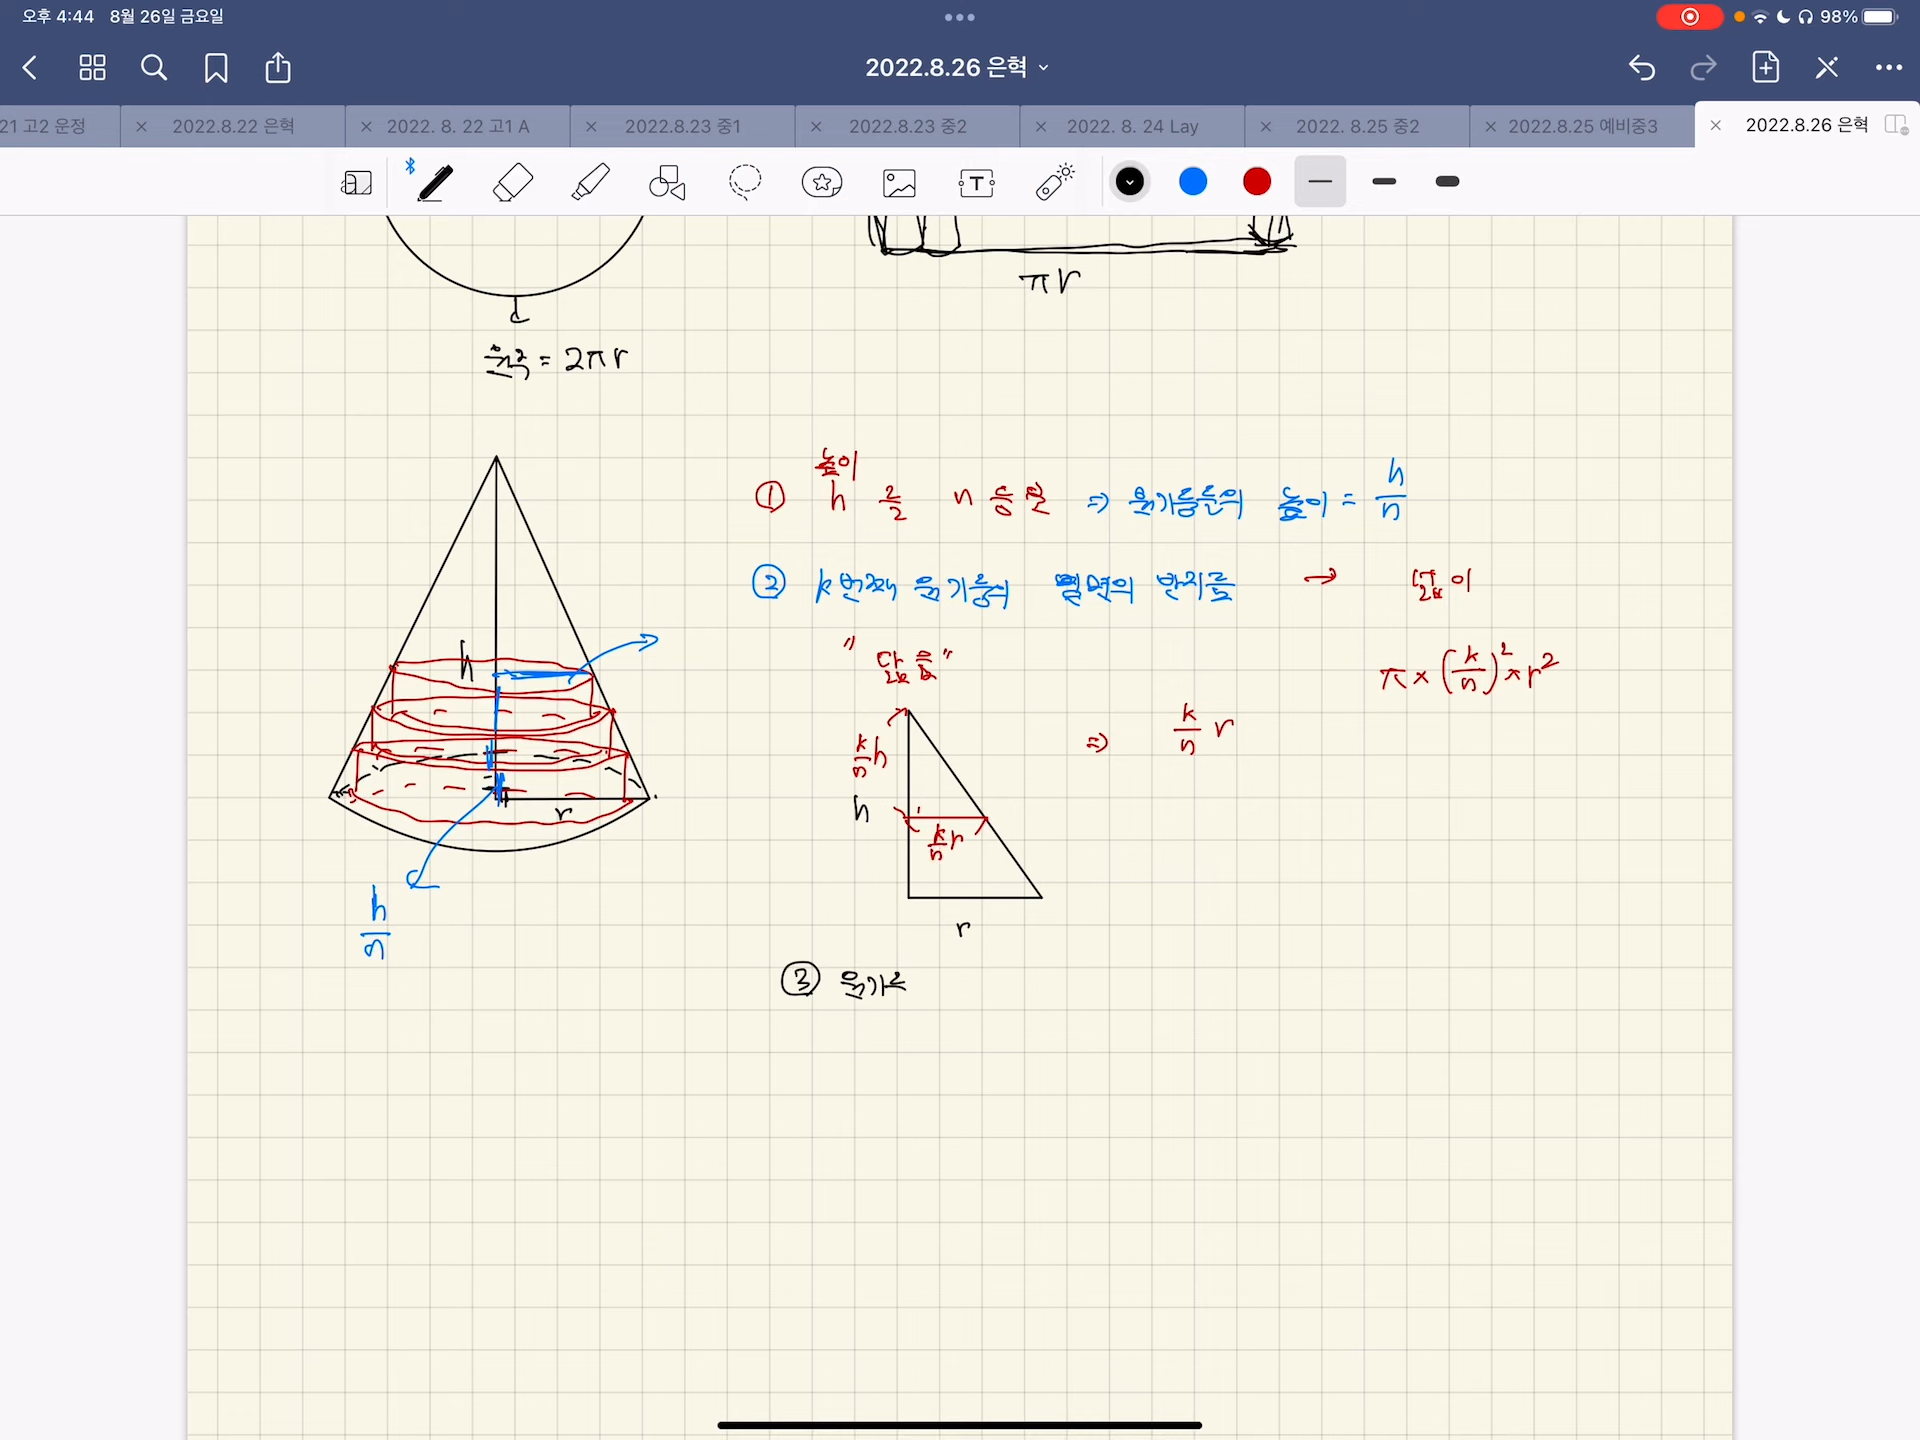 오후 4:44 8월 26일 금요일
98%
2022.8.26 은혁
21 고2 운정
2022.8.22 은혁
2022. 8. 22 고1 A
2022.8.23 중1
2022.8.23 중2
2022. 8. 24 Lay
2022. 8.25 중2
2022.8.25 예비중3
2022.8.26 은혁
T
πr
원주 = 2πr
높이
① h 를 n 등분 => 원기둥들의 높이 = h/n
② k번째 원기둥의 밑면의 반지름 → 넓이
"닮음"
π × (k/n)² × r²
k/n h
=> k/n r
h
k/n r
r
h
r
h/n
③ 원기